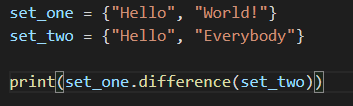 set_one = {"Hello", "World!"}
set_two = {"Hello", "Everybody"}
print(set_one.difference(set_two))